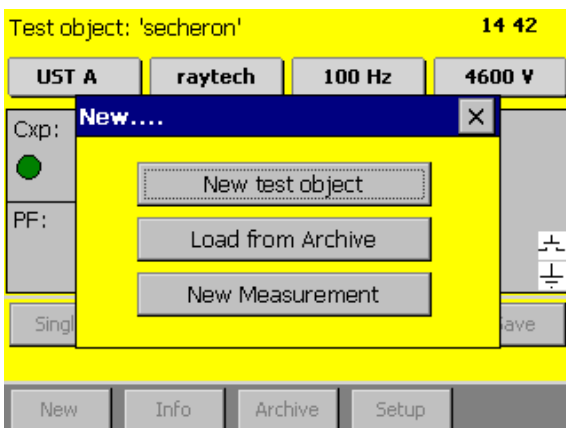 Test object: 'secheron' 14 42
UST A raytech 100 Hz 4600 V
New....
Cxp:
New test object
PF:
Load from Archive
New Measurement
Singl ave
New Info Archive Setup